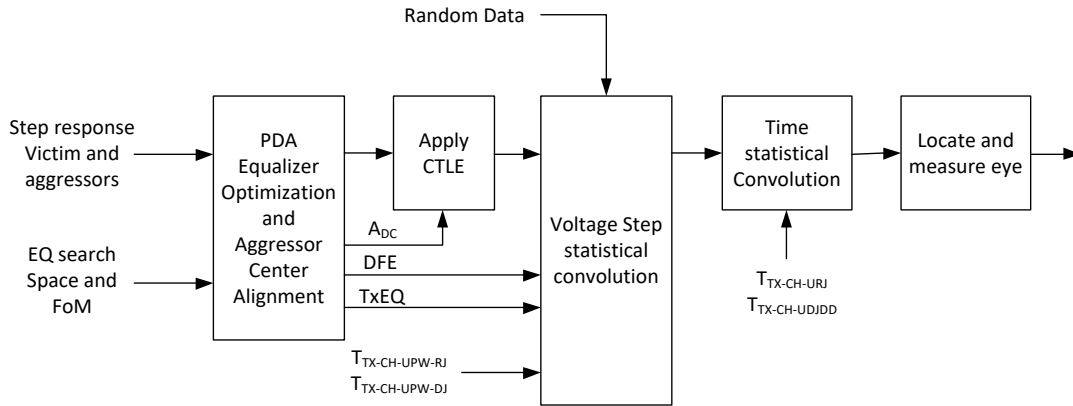 Random Data
Step response
Victim and
aggressors
EQ search
Space and
FoM
PDA
Equalizer
Optimization
and
Aggressor
Center
Alignment
Apply
CTLE
ADC
DFE
TxEQ
TTX-CH-UPW-RJ
TTX-CH-UPW-DJ
Voltage Step
statistical
convolution
Time
statistical
Convolution
TTX-CH-URJ
TTX-CH-UDJDD
Locate and
measure eye